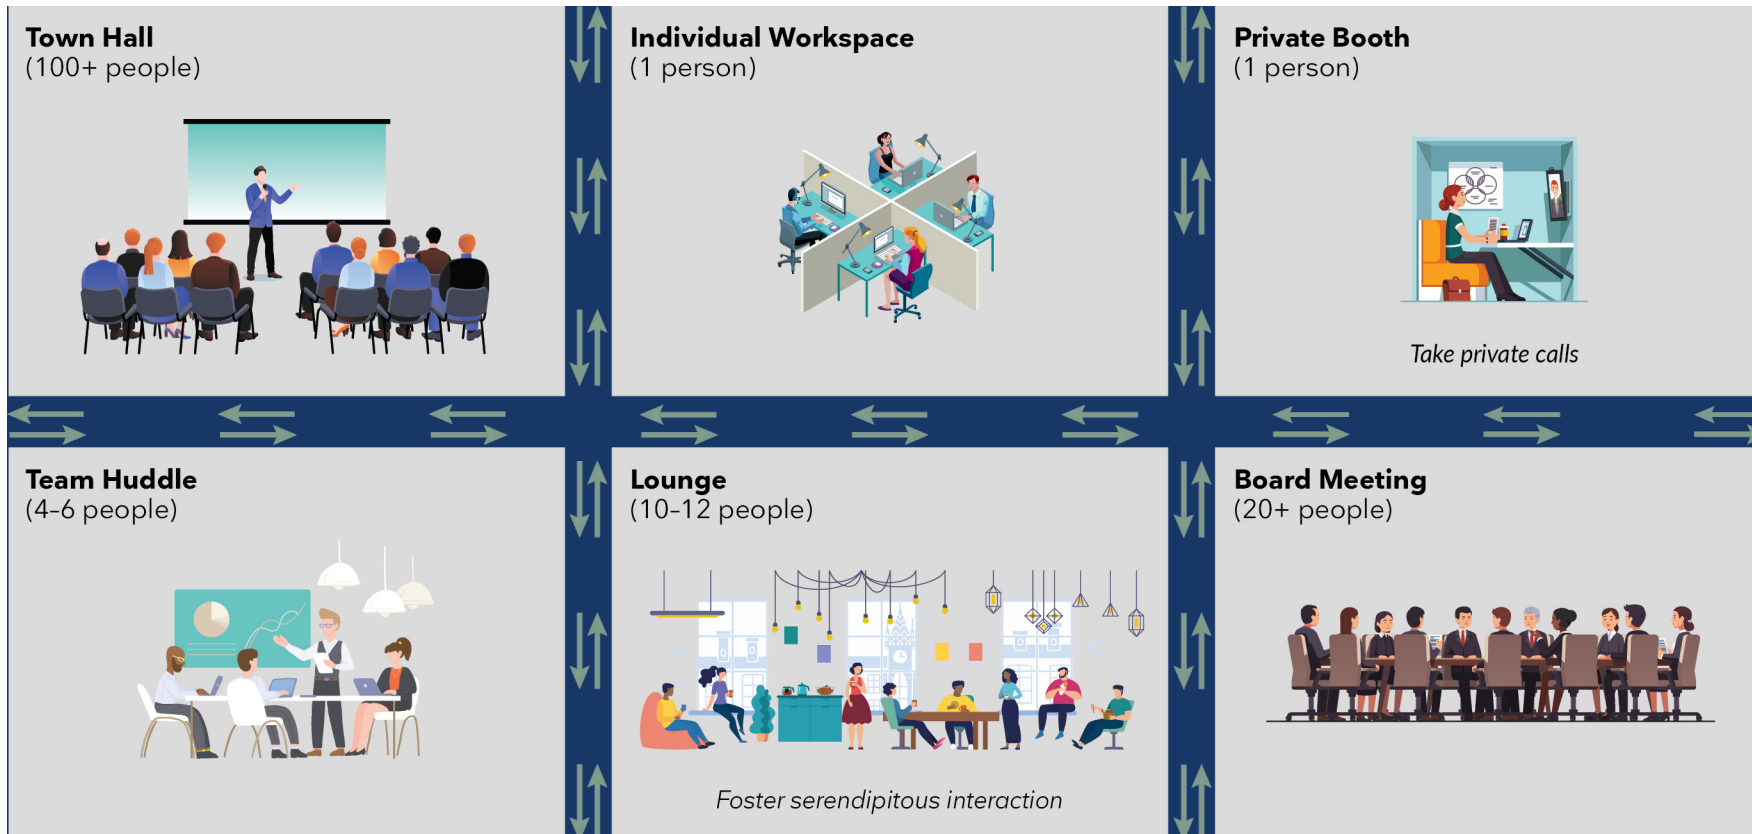 Town Hall
(100+ people)
Individual Workspace
(1 person)
Private Booth
(1 person)
Take private calls
Team Huddle
(4–6 people)
Lounge
(10–12 people)
Foster serendipitous interaction
Board Meeting
(20+ people)